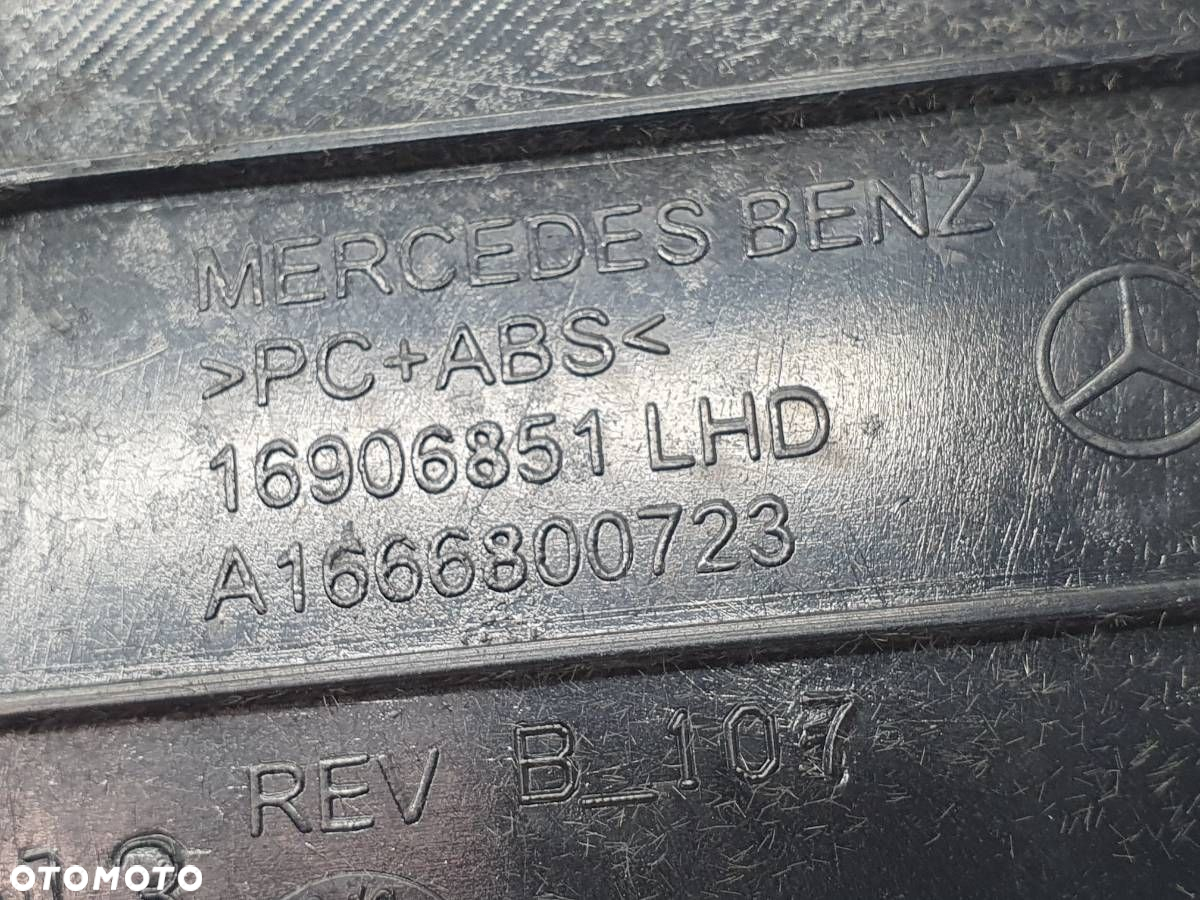 MERCEDES BENZ
>PC+ABS<
16906851 LHD
A1666800723
REV B_107
OTOMOTO